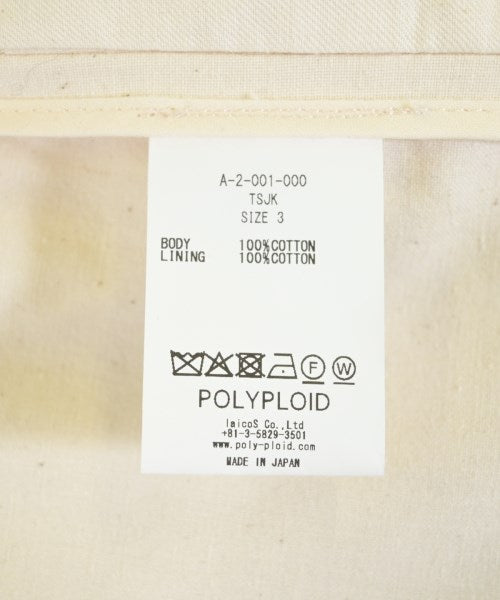 A-2-001-000
TSJK
SIZE 3
BODY 100%COTTON
LINING 100%COTTON
F W
POLYPLOID
laicoS Co.,Ltd
+81-3-5829-3501
www.poly-ploid.com
MADE IN JAPAN